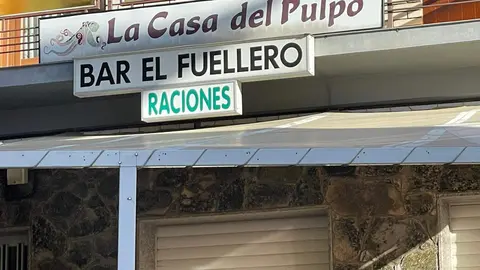 La Casa del Pulpo
BAR EL FUELLERO
RACIONES